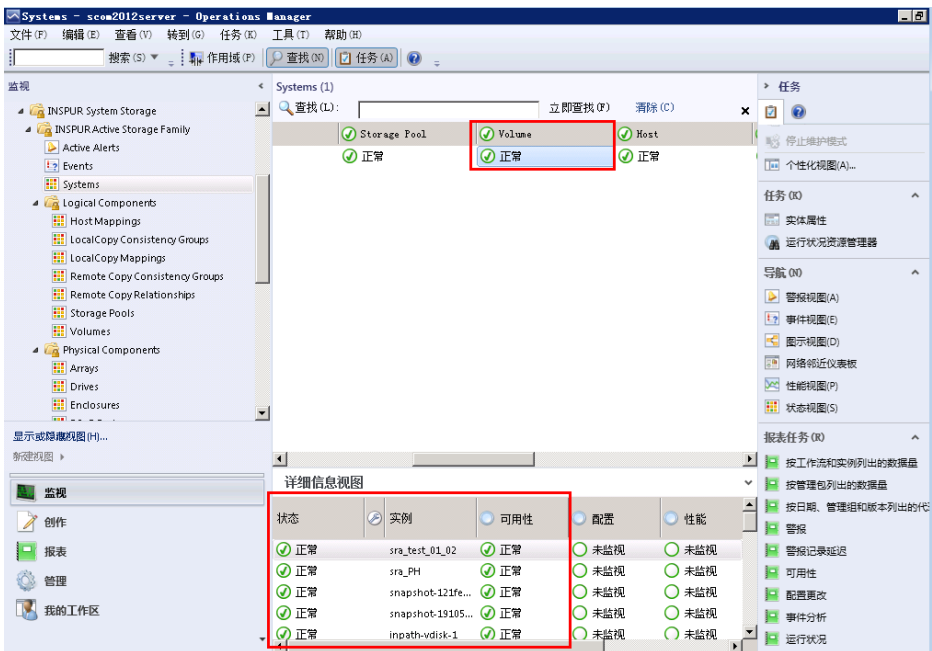 Systems - scom2012server - Operations Manager
文件(F) 编辑(E) 查看(V) 转到(G) 任务(K) 工具(T) 帮助(H)
搜索(S) 作用域(P) 查找(N) 任务(A)
监视
INSPUR System Storage
INSPUR Active Storage Family
Active Alerts
Events
Systems
Logical Components
Host Mappings
LocalCopy Consistency Groups
LocalCopy Mappings
Remote Copy Consistency Groups
Remote Copy Relationships
Storage Pools
Volumes
Physical Components
Arrays
Drives
Enclosures
显示或隐藏视图(H)...
新建视图
监视
创作
报表
管理
我的工作区
Systems (1)
查找(L): 立即查找(F) 清除(C)
Storage Pool Volume Host
正常 正常 正常
详细信息视图
状态 实例 可用性 配置 性能
正常 sra_test_01_02 正常 未监视 未监视
正常 sra_PH 正常 未监视 未监视
正常 snapshot-121fe... 正常 未监视 未监视
正常 snapshot-19105... 正常 未监视 未监视
正常 inpath-vdisk-1 正常 未监视 未监视
任务
停止维护模式
个性化视图(A)...
任务(K)
实体属性
运行状况资源管理器
导航(N)
警报视图(A)
事件视图(E)
图示视图(D)
网络邻近仪表板
性能视图(P)
状态视图(S)
报表任务(R)
按工作流和实例列出的数据量
按管理包列出的数据量
按日期、管理组和版本列出的代
警报
警报记录延迟
可用性
配置更改
事件分析
运行状况